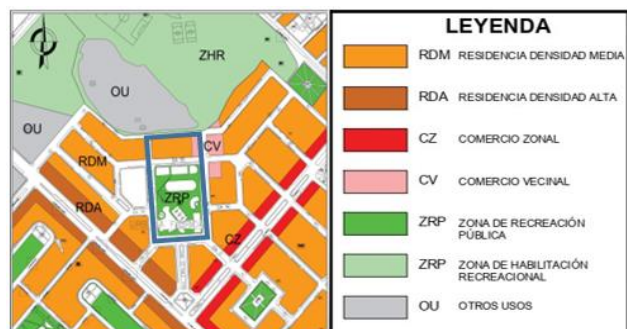 ZHR
OU
OU
CV
RDM
ZRP
RDA
CZ
LEYENDA
RDM RESIDENCIA DENSIDAD MEDIA
RDA RESIDENCIA DENSIDAD ALTA
CZ COMERCIO ZONAL
CV COMERCIO VECINAL
ZRP ZONA DE RECREACIÓN
PÚBLICA
ZRP ZONA DE HABILITACIÓN
RECREACIONAL
OU OTROS USOS